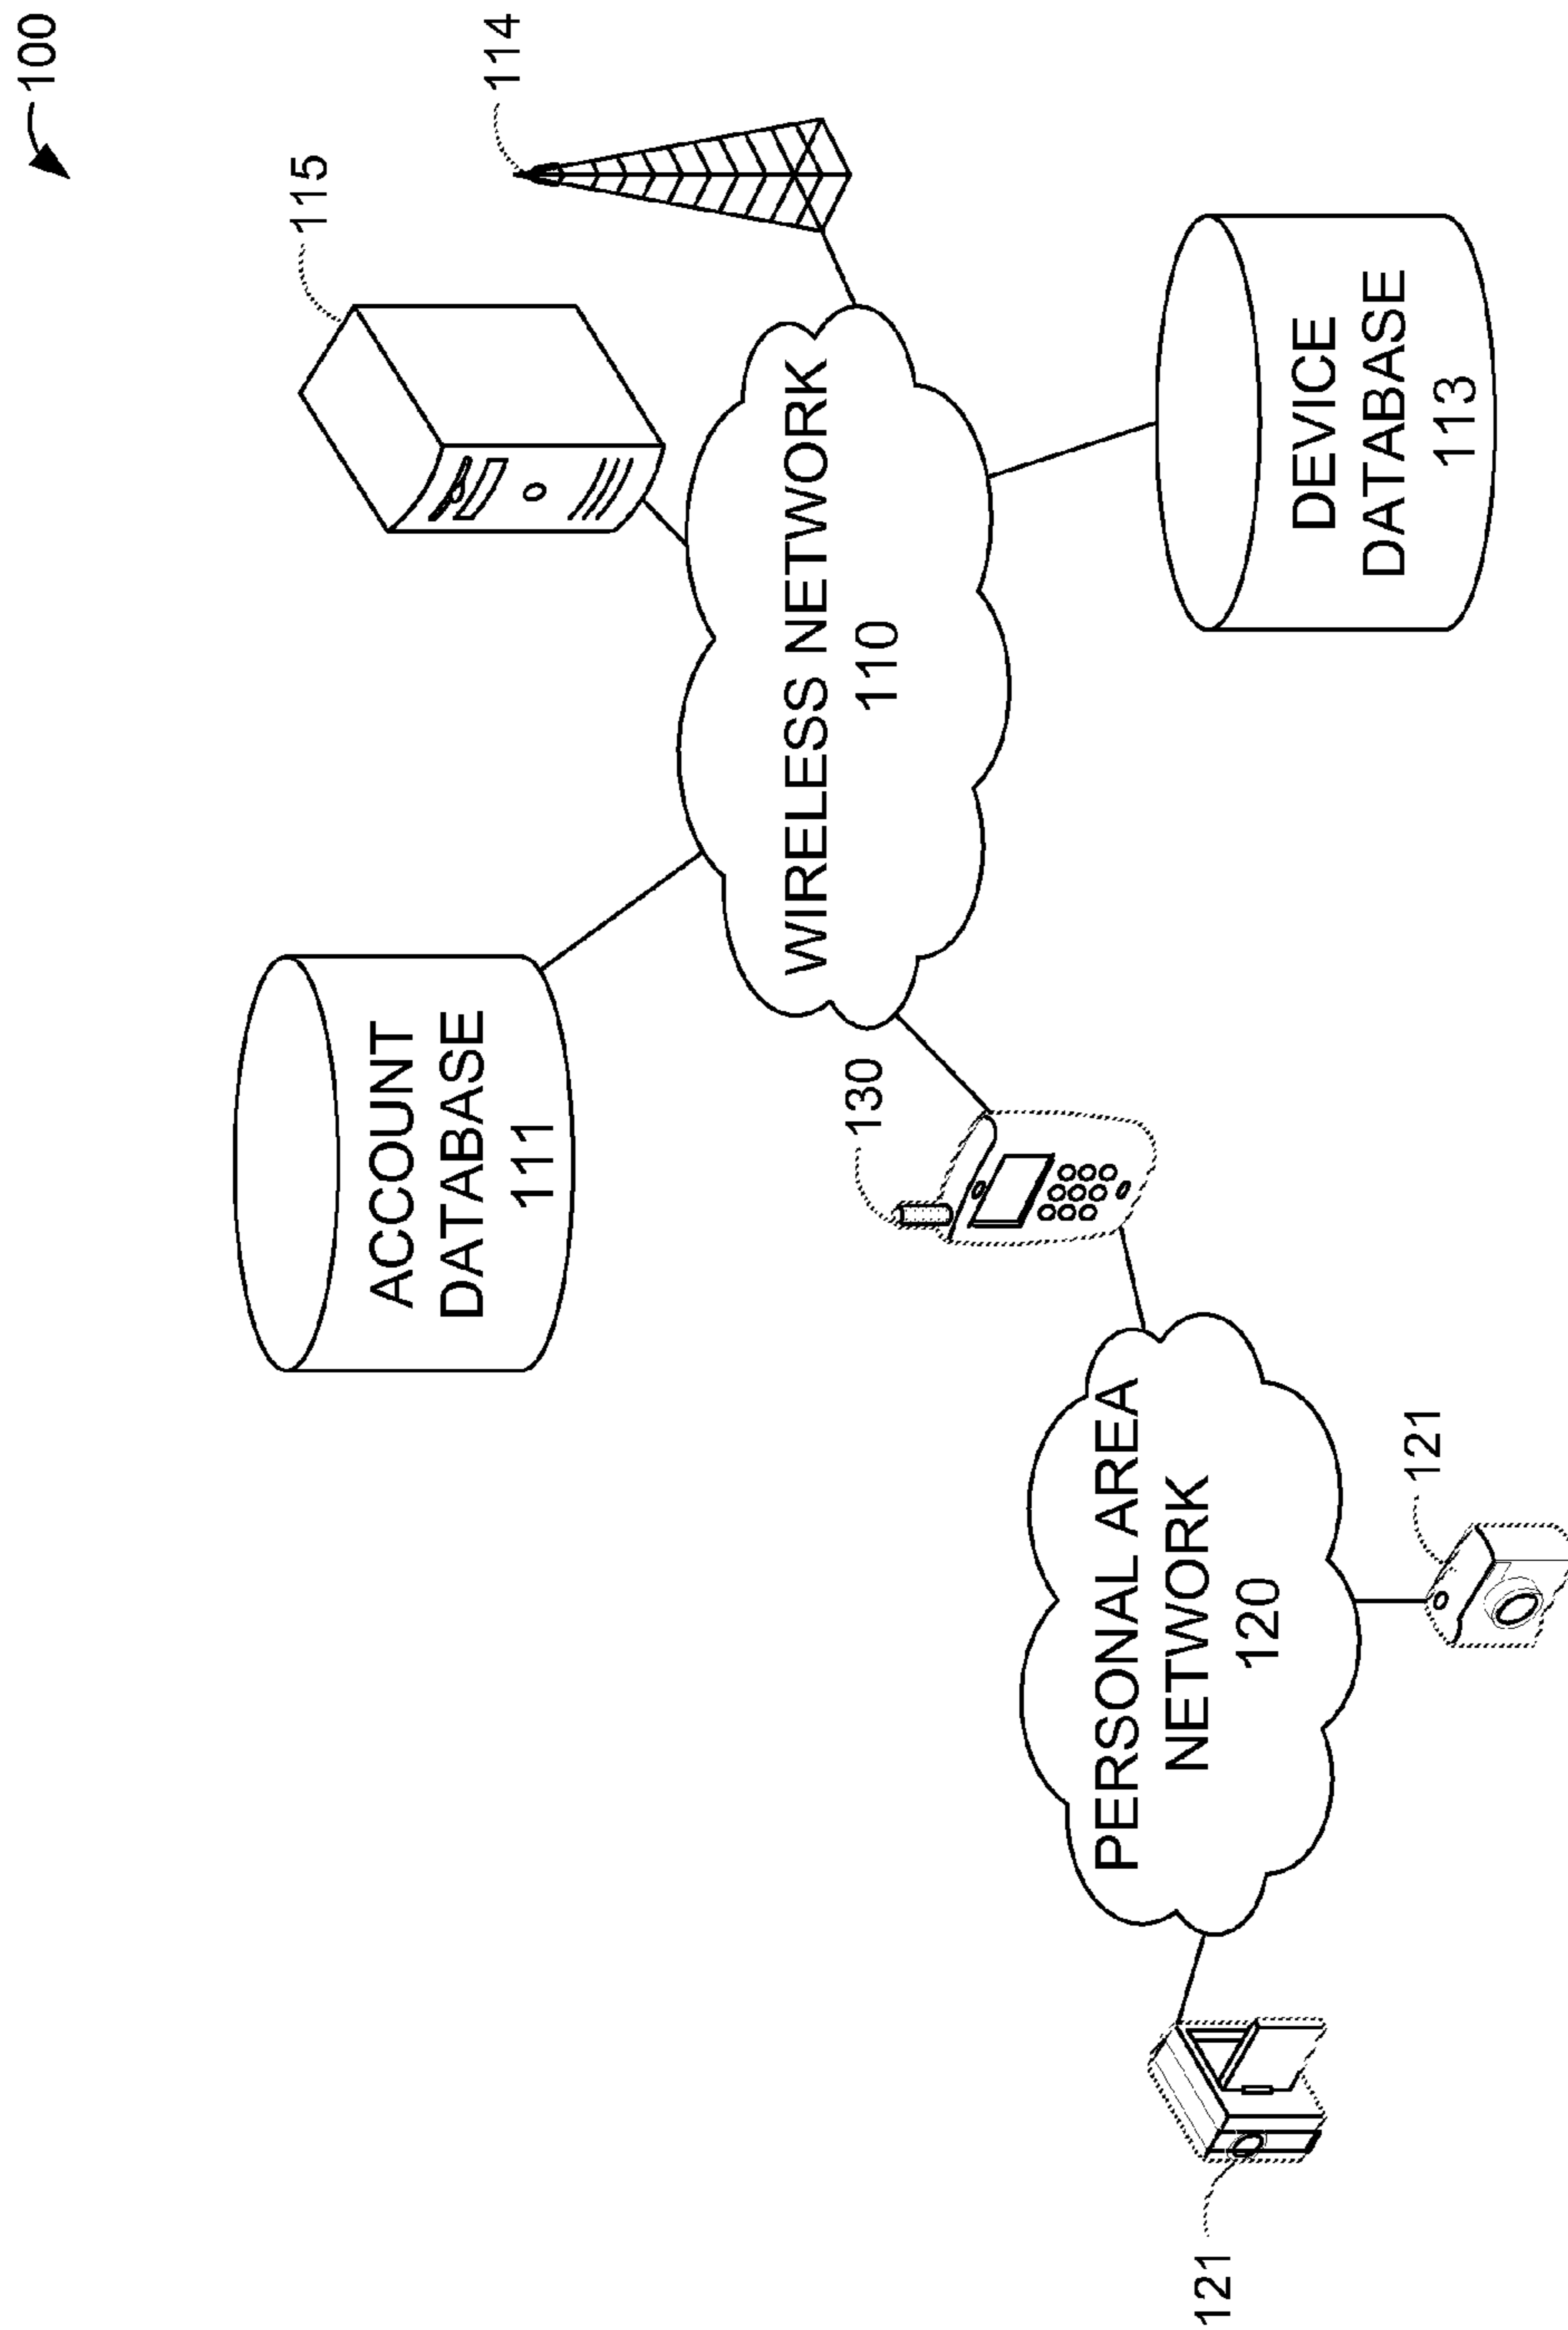 100
114
115
ACCOUNT
DATABASE
111
WIRELESS NETWORK
110
130
DEVICE
DATABASE
113
PERSONAL AREA
NETWORK
120
121
121